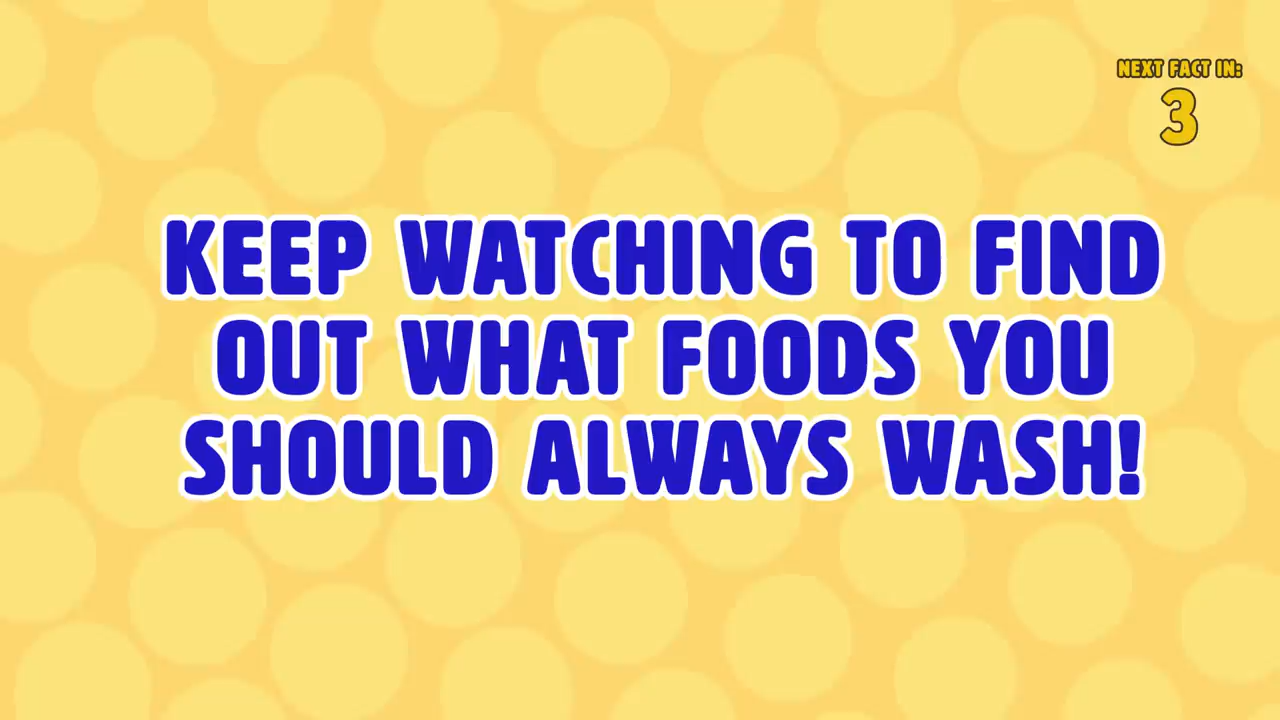 NEXT FACT IN:
3
KEEP WATCHING TO FIND
OUT WHAT FOODS YOU
SHOULD ALWAYS WASH!